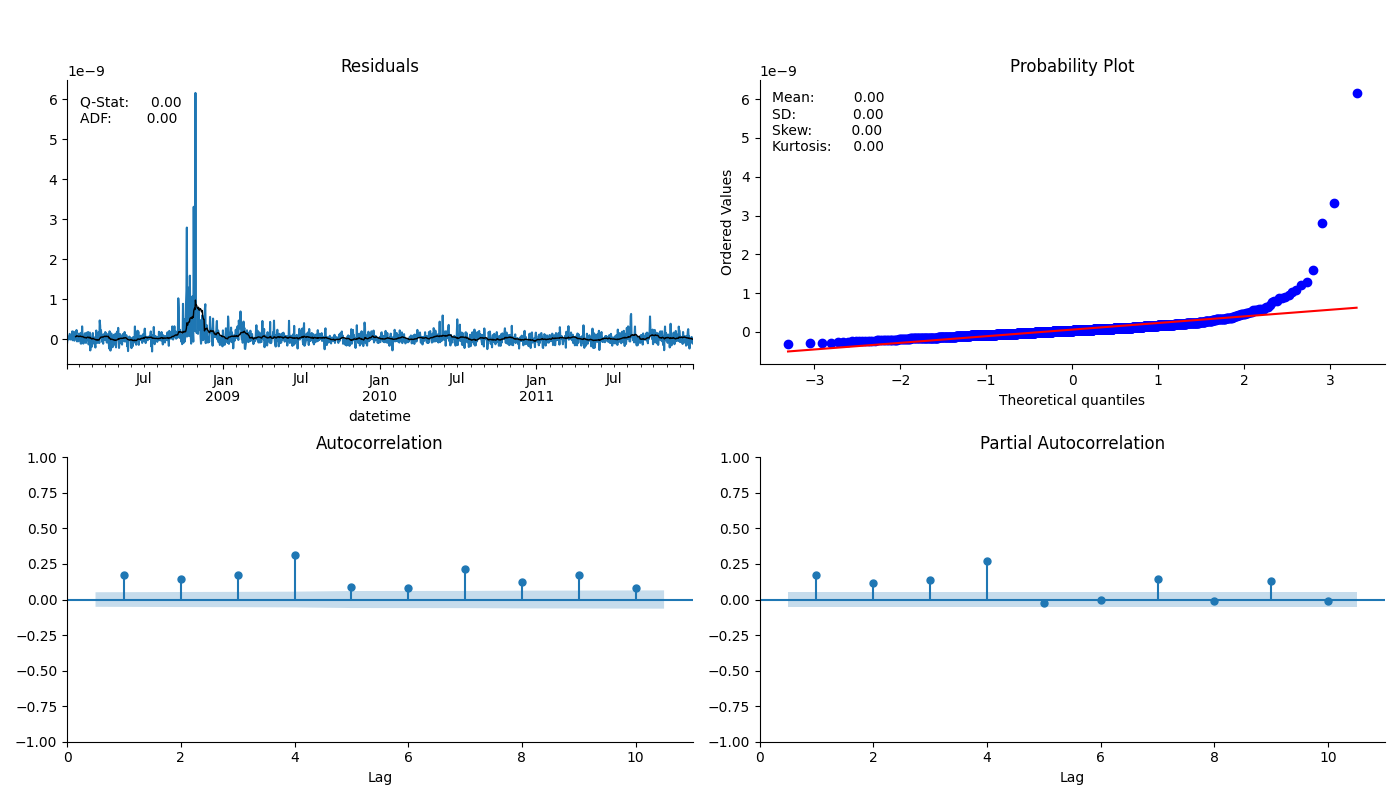 Residuals
1e−9
Q-Stat: 0.00
ADF: 0.00
6
5
4
3
2
1
0
Jul
Jan
2009
Jul
Jan
2010
Jul
Jan
2011
Jul
datetime
Probability Plot
1e−9
Mean: 0.00
SD: 0.00
Skew: 0.00
Kurtosis: 0.00
Ordered Values
6
5
4
3
2
1
0
−3 −2 −1 0 1 2 3
Theoretical quantiles
Autocorrelation
1.00
0.75
0.50
0.25
0.00
−0.25
−0.50
−0.75
−1.00
0 2 4 6 8 10
Lag
Partial Autocorrelation
1.00
0.75
0.50
0.25
0.00
−0.25
−0.50
−0.75
−1.00
0 2 4 6 8 10
Lag